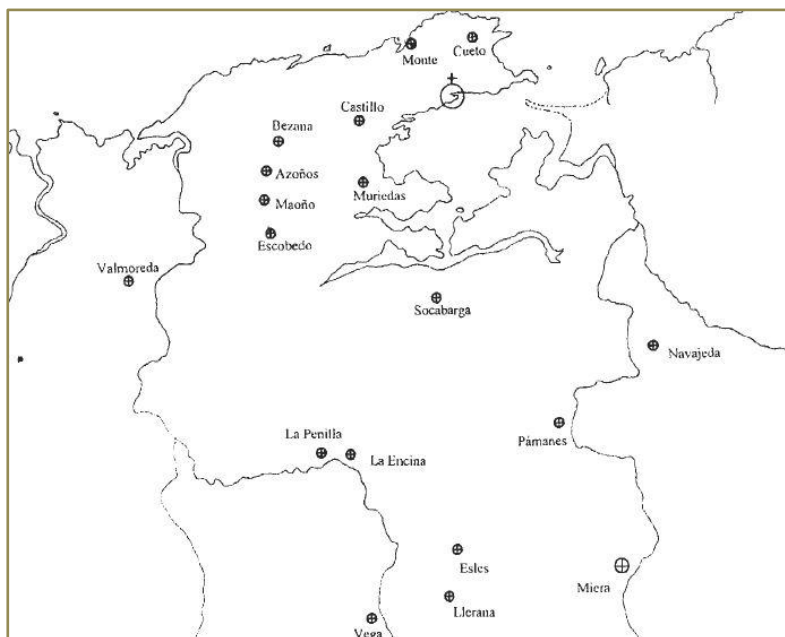 Monte
Cueto
Castillo
Bezana
Azoños
Muriedas
Maoño
Escobedo
Valmoreda
Socabarga
Navajeda
La Penilla
La Encina
Pámanes
Esles
Miera
Llerana
Vega